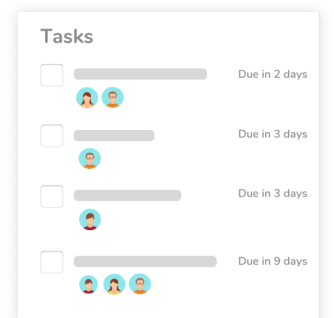 Tasks
Due in 2 days
Due in 3 days
Due in 3 days
Due in 9 days